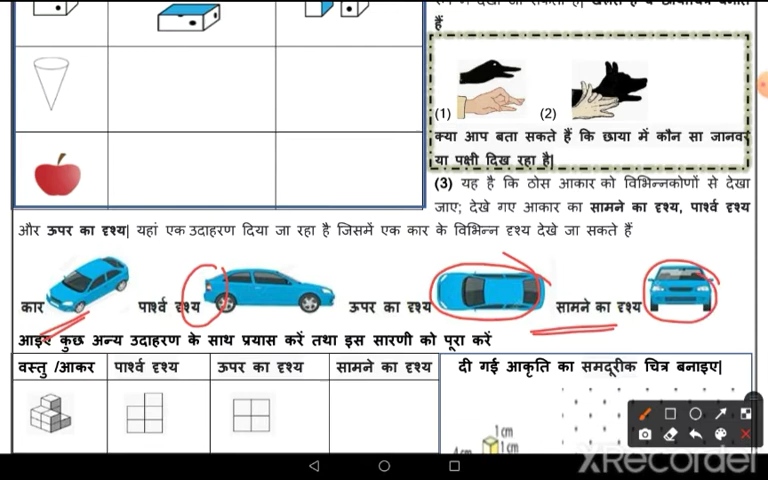 हैं
(1) (2)
क्या आप बता सकते हैं कि छाया में कौन सा जानवर
या पक्षी दिख रहा है|
(3) यह है कि ठोस आकार को विभिन्नकोणों से देखा
जाए; देखे गए आकार का सामने का दृश्य, पार्श्व दृश्य
और ऊपर का दृश्य| यहां एक उदाहरण दिया जा रहा है जिसमें एक कार के विभिन्न दृश्य देखे जा सकते हैं
कार पार्श्व दृश्य ऊपर का दृश्य सामने का दृश्य
आइए कुछ अन्य उदाहरण के साथ प्रयास करें तथा इस सारणी को पूरा करें
वस्तु /आकर पार्श्व दृश्य ऊपर का दृश्य सामने का दृश्य
दी गई आकृति का समदूरीक चित्र बनाइए|
1 cm
1 cm
XRecorder